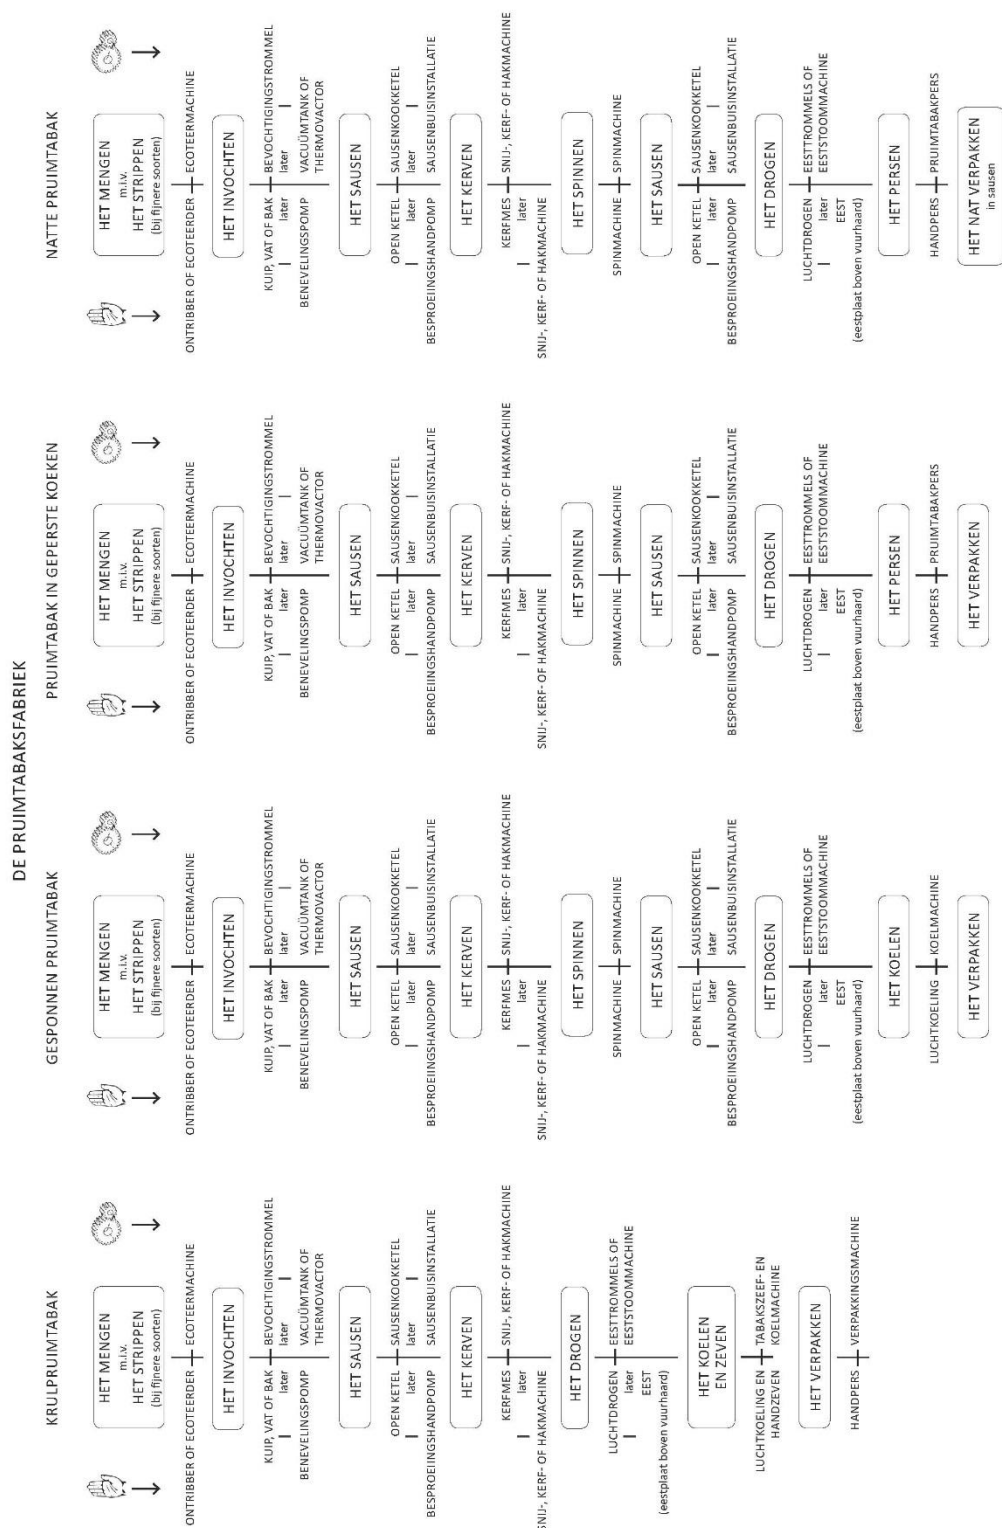 DE PRUIMTABAKSFABRIEK
KRULPRUIMTABAK
HET MENGEN
m.i.v.
HET STRIPPEN
(bij fijnere soorten)
ONTRIBBER OF ECOTEERDER
ECOTEERMACHINE
HET INVOCHTEN
KUIP, VAT OF BAK
later
BENEVELINGSPOMP
BEVOCHTIGINGSTROMMEL
later
VACUÜMTANK OF
THERMOVACTOR
HET SAUSEN
OPEN KETEL
later
BESPROEIINGSHANDPOMP
SAUSENKOOKKETEL
later
SAUSENBUISINSTALLATIE
HET KERVEN
KERFMES
later
SNIJ-, KERF- OF HAKMACHINE
SNIJ-, KERF- OF HAKMACHINE
HET DROGEN
LUCHTDROGEN
later
EEST
(eestplaat boven vuurhaard)
EESTTROMMELS OF
EESTSTOOMMACHINE
HET KOELEN
EN ZEVEN
LUCHTKOELING EN
HANDZEVEN
TABAKSZEEF- EN
KOELMACHINE
HET VERPAKKEN
HANDPERS
VERPAKKINGSMACHINE
GESPONNEN PRUIMTABAK
HET MENGEN
m.i.v.
HET STRIPPEN
(bij fijnere soorten)
ONTRIBBER OF ECOTEERDER
ECOTEERMACHINE
HET INVOCHTEN
KUIP, VAT OF BAK
later
BENEVELINGSPOMP
BEVOCHTIGINGSTROMMEL
later
VACUÜMTANK OF
THERMOVACTOR
HET SAUSEN
OPEN KETEL
later
BESPROEIINGSHANDPOMP
SAUSENKOOKKETEL
later
SAUSENBUISINSTALLATIE
HET KERVEN
KERFMES
later
SNIJ-, KERF- OF HAKMACHINE
SNIJ-, KERF- OF HAKMACHINE
HET SPINNEN
SPINMACHINE
SPINMACHINE
HET SAUSEN
OPEN KETEL
later
BESPROEIINGSHANDPOMP
SAUSENKOOKKETEL
later
SAUSENBUISINSTALLATIE
HET DROGEN
LUCHTDROGEN
later
EEST
(eestplaat boven vuurhaard)
EESTTROMMELS OF
EESTSTOOMMACHINE
HET KOELEN
LUCHTKOELING
KOELMACHINE
HET VERPAKKEN
PRUIMTABAK IN GEPERSTE KOEKEN
HET MENGEN
m.i.v.
HET STRIPPEN
(bij fijnere soorten)
ONTRIBBER OF ECOTEERDER
ECOTEERMACHINE
HET INVOCHTEN
KUIP, VAT OF BAK
later
BENEVELINGSPOMP
BEVOCHTIGINGSTROMMEL
later
VACUÜMTANK OF
THERMOVACTOR
HET SAUSEN
OPEN KETEL
later
BESPROEIINGSHANDPOMP
SAUSENKOOKKETEL
later
SAUSENBUISINSTALLATIE
HET KERVEN
KERFMES
later
SNIJ-, KERF- OF HAKMACHINE
SNIJ-, KERF- OF HAKMACHINE
HET SPINNEN
SPINMACHINE
SPINMACHINE
HET SAUSEN
OPEN KETEL
later
BESPROEIINGSHANDPOMP
SAUSENKOOKKETEL
later
SAUSENBUISINSTALLATIE
HET DROGEN
LUCHTDROGEN
later
EEST
(eestplaat boven vuurhaard)
EESTTROMMELS OF
EESTSTOOMMACHINE
HET PERSEN
HANDPERS
PRUIMTABAKPERS
HET VERPAKKEN
NATTE PRUIMTABAK
HET MENGEN
m.i.v.
HET STRIPPEN
(bij fijnere soorten)
ONTRIBBER OF ECOTEERDER
ECOTEERMACHINE
HET INVOCHTEN
KUIP, VAT OF BAK
later
BENEVELINGSPOMP
BEVOCHTIGINGSTROMMEL
later
VACUÜMTANK OF
THERMOVACTOR
HET SAUSEN
OPEN KETEL
later
BESPROEIINGSHANDPOMP
SAUSENKOOKKETEL
later
SAUSENBUISINSTALLATIE
HET KERVEN
KERFMES
later
SNIJ-, KERF- OF HAKMACHINE
SNIJ-, KERF- OF HAKMACHINE
HET SPINNEN
SPINMACHINE
SPINMACHINE
HET SAUSEN
OPEN KETEL
later
BESPROEIINGSHANDPOMP
SAUSENKOOKKETEL
later
SAUSENBUISINSTALLATIE
HET DROGEN
LUCHTDROGEN
later
EEST
(eestplaat boven vuurhaard)
EESTTROMMELS OF
EESTSTOOMMACHINE
HET PERSEN
HANDPERS
PRUIMTABAKPERS
HET NAT VERPAKKEN
in sausen